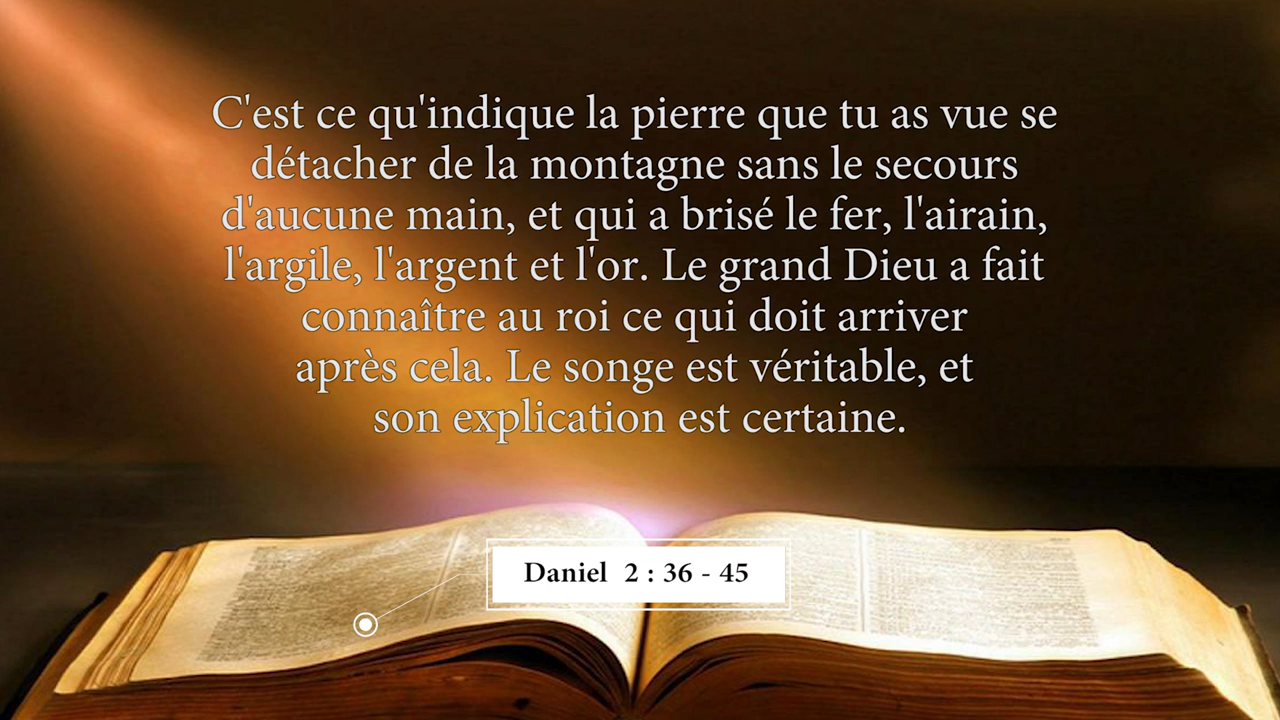 C'est ce qu'indique la pierre que tu as vue se
détacher de la montagne sans le secours
d'aucune main, et qui a brisé le fer, l'airain,
l'argile, l'argent et l'or. Le grand Dieu a fait
connaître au roi ce qui doit arriver
après cela. Le songe est véritable, et
son explication est certaine.
Daniel 2 : 36 - 45